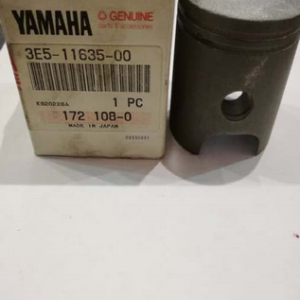 YAMAHA
GENUINE
Parts & Accessories
3E5-11635-00
1 PC
172 108-0
MADE IN JAPAN